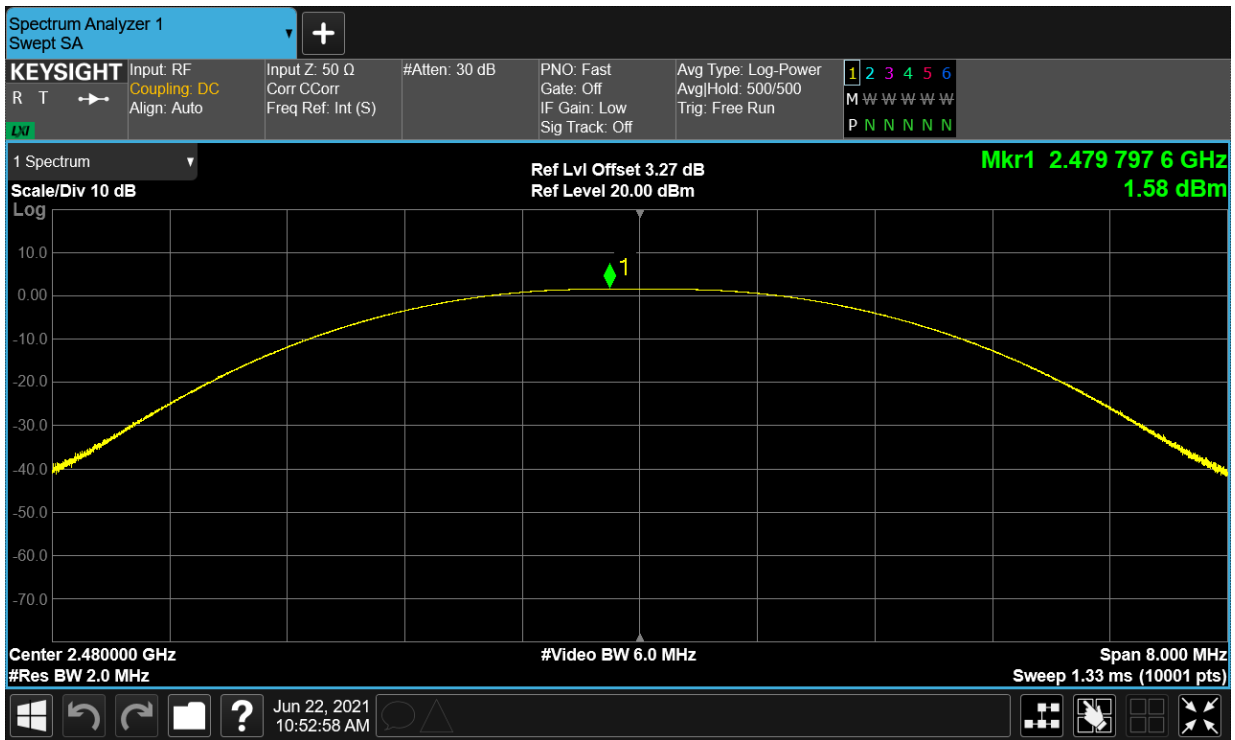 Spectrum Analyzer 1
Swept SA
KEYSIGHT
R T
LXI
Input: RF
Coupling: DC
Align: Auto
Input Z: 50 Ω
Corr CCorr
Freq Ref: Int (S)
#Atten: 30 dB
PNO: Fast
Gate: Off
IF Gain: Low
Sig Track: Off
Avg Type: Log-Power
Avg|Hold: 500/500
Trig: Free Run
1 2 3 4 5 6
M W W W W W
P N N N N N
1 Spectrum
Scale/Div 10 dB
Log
Ref Lvl Offset 3.27 dB
Ref Level 20.00 dBm
Mkr1 2.479 797 6 GHz
1.58 dBm
1
10.0
0.00
-10.0
-20.0
-30.0
-40.0
-50.0
-60.0
-70.0
Center 2.480000 GHz
#Res BW 2.0 MHz
#Video BW 6.0 MHz
Span 8.000 MHz
Sweep 1.33 ms (10001 pts)
?
Jun 22, 2021
10:52:58 AM